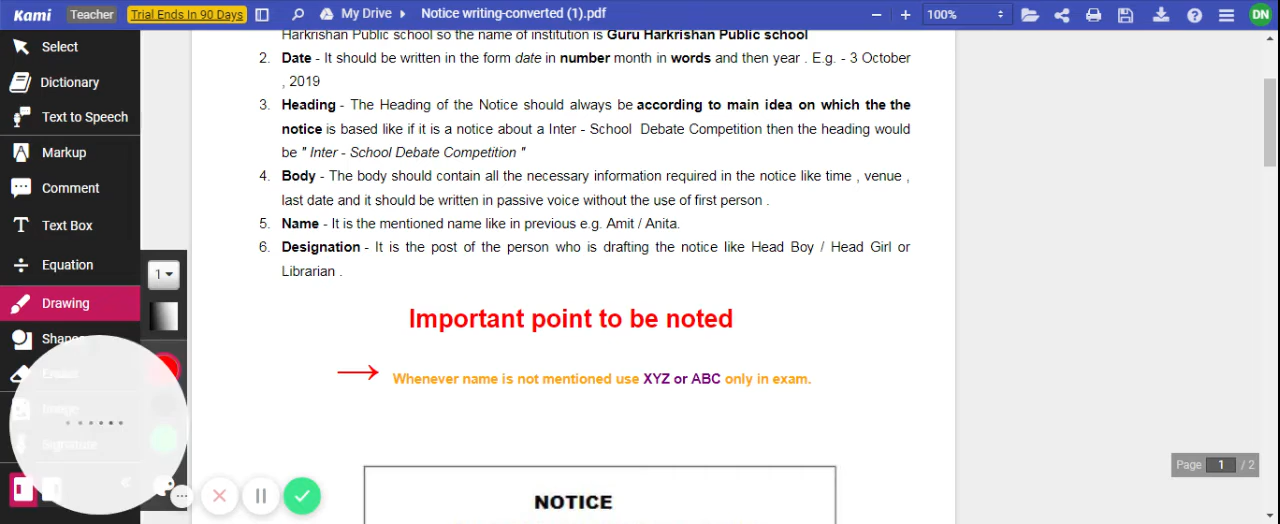 Kami Teacher Trial Ends In 90 Days My Drive Notice writing-converted (1).pdf 100% DN
Select
Dictionary
Text to Speech
Markup
Comment
Text Box
Equation
Drawing
Shapes
Eraser
Image
Signature
1
Harkrishan Public school so the name of institution is Guru Harkrishan Public school
2. Date - It should be written in the form date in number month in words and then year . E.g. - 3 October
, 2019
3. Heading - The Heading of the Notice should always be according to main idea on which the the
notice is based like if it is a notice about a Inter - School Debate Competition then the heading would
be " Inter - School Debate Competition "
4. Body - The body should contain all the necessary information required in the notice like time , venue ,
last date and it should be written in passive voice without the use of first person .
5. Name - It is the mentioned name like in previous e.g. Amit / Anita.
6. Designation - It is the post of the person who is drafting the notice like Head Boy / Head Girl or
Librarian .
Important point to be noted
Whenever name is not mentioned use XYZ or ABC only in exam.
NOTICE
Page 1 / 2